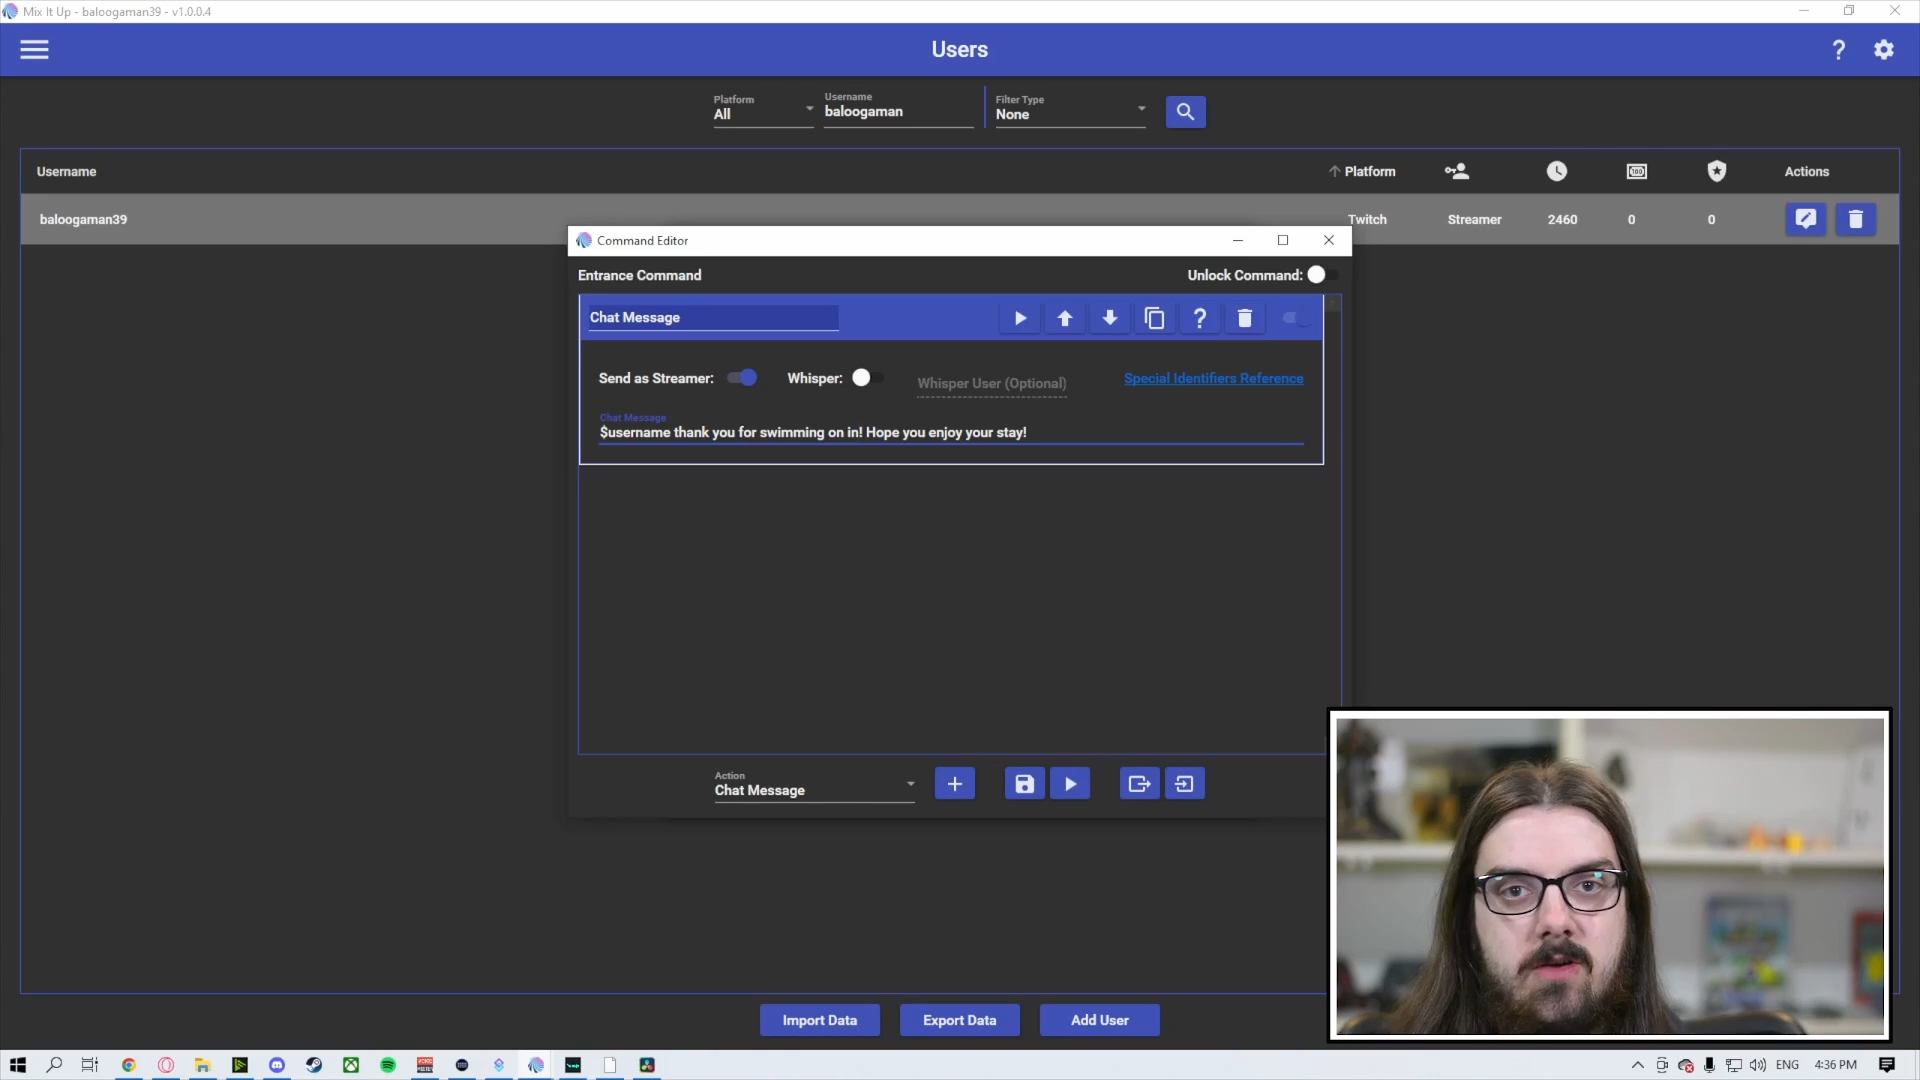 Mix It Up - baloogaman39 - v1.0.0.4
Users
Platform
All
Username
baloogaman
Filter Type
None
Username
Platform
Actions
baloogaman39
Twitch
Streamer
2460
0
0
Command Editor
Entrance Command
Unlock Command:
Chat Message
Send as Streamer:
Whisper:
Whisper User (Optional)
Special Identifiers Reference
Chat Message
$username thank you for swimming on in! Hope you enjoy your stay!
Action
Chat Message
Import Data
Export Data
Add User
ENG
4:36 PM